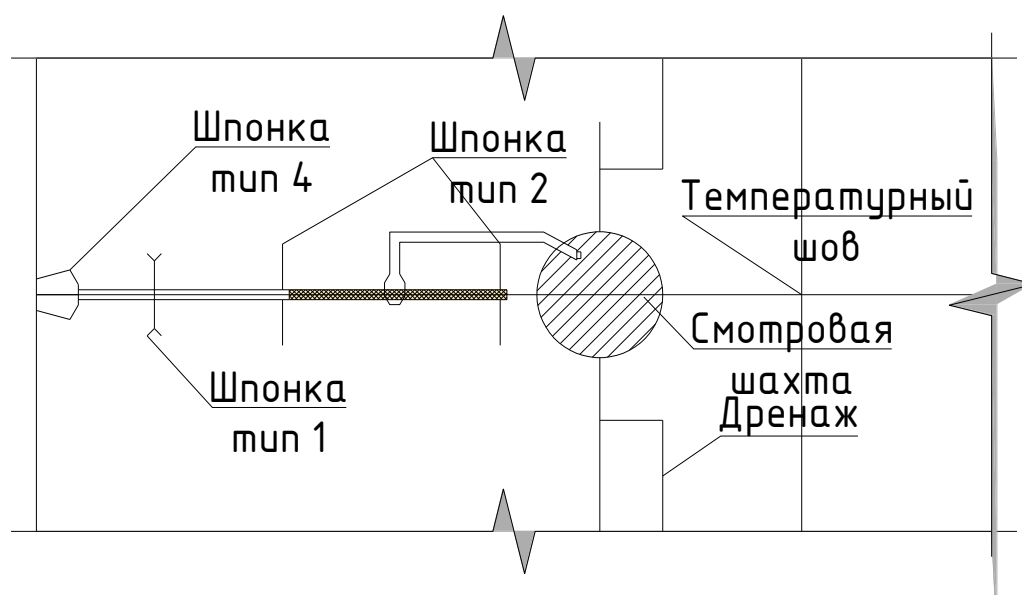 Шпонка
тип 4
Шпонка
тип 2
Температурный
шов
Смотровая
шахта
Дренаж
Шпонка
тип 1